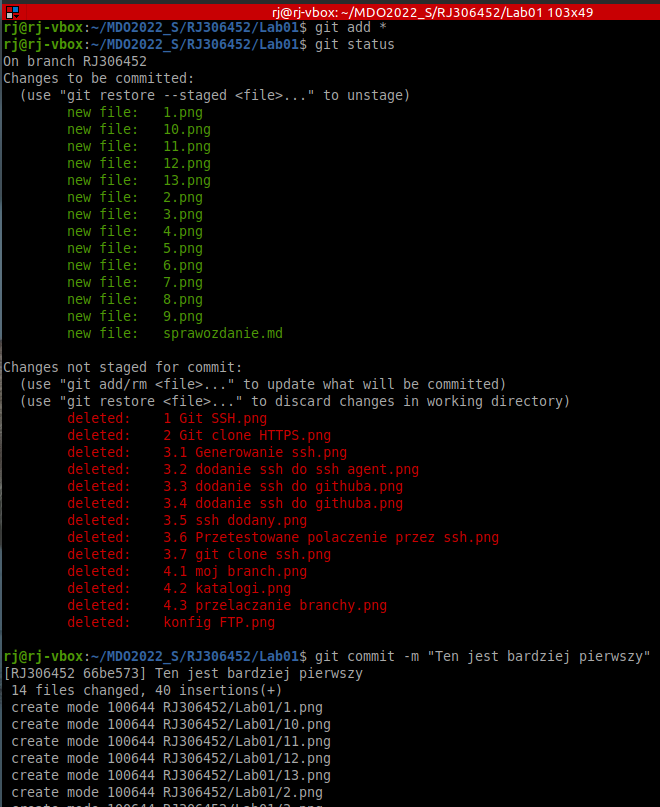 rj@rj-vbox: ~/MDO2022_S/RJ306452/Lab01 103x49
rj@rj-vbox:~/MDO2022_S/RJ306452/Lab01$ git add *
rj@rj-vbox:~/MDO2022_S/RJ306452/Lab01$ git status
On branch RJ306452
Changes to be committed:
  (use "git restore --staged <file>..." to unstage)
        new file:   1.png
        new file:   10.png
        new file:   11.png
        new file:   12.png
        new file:   13.png
        new file:   2.png
        new file:   3.png
        new file:   4.png
        new file:   5.png
        new file:   6.png
        new file:   7.png
        new file:   8.png
        new file:   9.png
        new file:   sprawozdanie.md

Changes not staged for commit:
  (use "git add/rm <file>..." to update what will be committed)
  (use "git restore <file>..." to discard changes in working directory)
        deleted:    1 Git SSH.png
        deleted:    2 Git clone HTTPS.png
        deleted:    3.1 Generowanie ssh.png
        deleted:    3.2 dodanie ssh do ssh agent.png
        deleted:    3.3 dodanie ssh do githuba.png
        deleted:    3.4 dodanie ssh do githuba.png
        deleted:    3.5 ssh dodany.png
        deleted:    3.6 Przetestowane polaczenie przez ssh.png
        deleted:    3.7 git clone ssh.png
        deleted:    4.1 moj branch.png
        deleted:    4.2 katalogi.png
        deleted:    4.3 przelaczanie branchy.png
        deleted:    konfig FTP.png

rj@rj-vbox:~/MDO2022_S/RJ306452/Lab01$ git commit -m "Ten jest bardziej pierwszy"
[RJ306452 66be573] Ten jest bardziej pierwszy
 14 files changed, 40 insertions(+)
 create mode 100644 RJ306452/Lab01/1.png
 create mode 100644 RJ306452/Lab01/10.png
 create mode 100644 RJ306452/Lab01/11.png
 create mode 100644 RJ306452/Lab01/12.png
 create mode 100644 RJ306452/Lab01/13.png
 create mode 100644 RJ306452/Lab01/2.png
 create mode 100644 RJ306452/Lab01/3.png